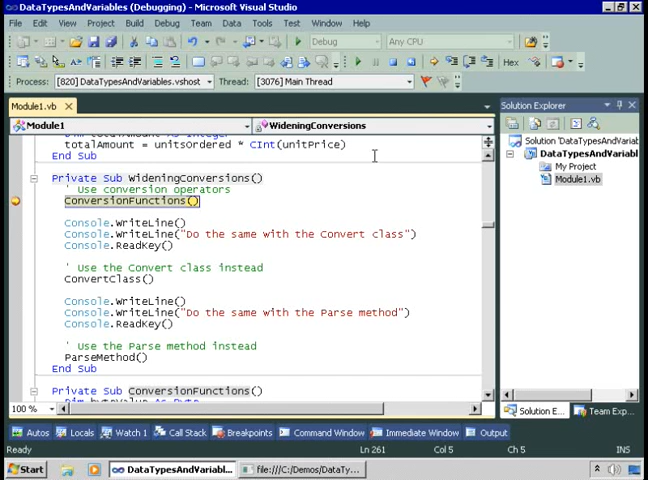 DataTypesAndVariables (Debugging) - Microsoft Visual Studio
File Edit View Project Build Debug Team Data Tools Test Window Help
Debug Any CPU
Hex
Process: [820] DataTypesAndVariables.vshost Thread: [3076] Main Thread
Module1.vb
Module1 WideningConversions
totalAmount = unitsOrdered * CInt(unitPrice)
End Sub
Private Sub WideningConversions()
' Use conversion operators
ConversionFunctions()
Console.WriteLine()
Console.WriteLine("Do the same with the Convert class")
Console.ReadKey()
' Use the Convert class instead
ConvertClass()
Console.WriteLine()
Console.WriteLine("Do the same with the Parse method")
Console.ReadKey()
' Use the Parse method instead
ParseMethod()
End Sub
Private Sub ConversionFunctions()
100 %
Solution Explorer
Solution 'DataTypesAndVa
DataTypesAndVariabl
My Project
Module1.vb
Solution E... Team Exp...
Autos Locals Watch 1 Call Stack Breakpoints Command Window Immediate Window Output
Ready Ln 261 Col 5 Ch 5 INS
Start DataTypesAndVariabl... file:///C:/Demos/DataTy...